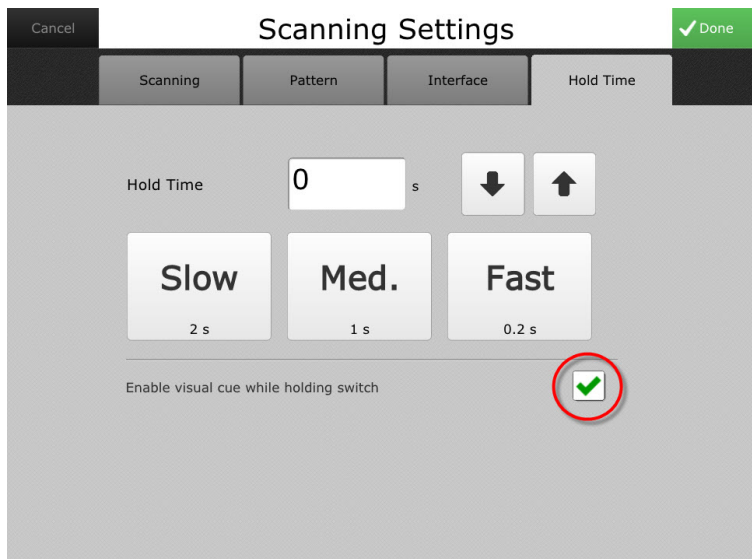 Cancel
Scanning Settings
Done
Scanning
Pattern
Interface
Hold Time
Hold Time
0
s
Slow
Med.
Fast
2 s
1 s
0.2 s
Enable visual cue while holding switch